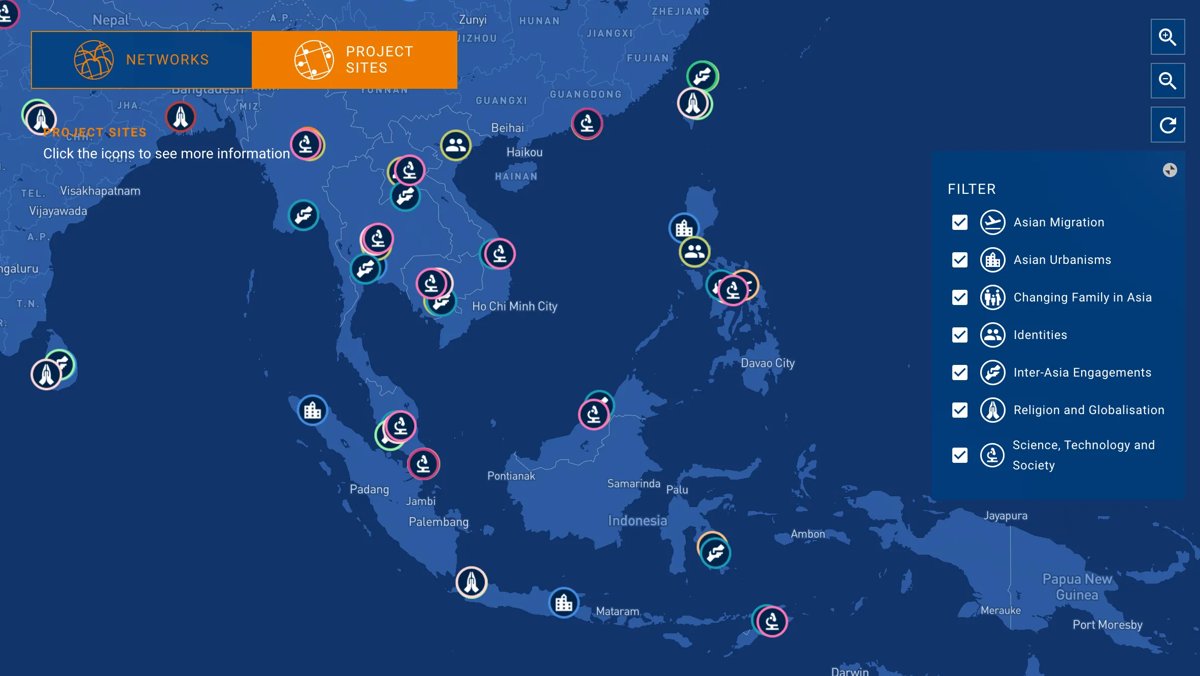 Nepal
A.P.
Zunyi
HUNAN
ZHEJIANG
JIANGXI
FUJIAN
NETWORKS
PROJECT
SITES
Bangladesh
YUNNAN
GUANGXI
GUANGDONG
JHA.
MIZ.
PROJECT SITES
Click the icons to see more information
Beihai
Haikou
HAINAN
TEL.
Visakhapatnam
Vijayawada
A.P.
ngaluru
T.N.
Ho Chi Minh City
Davao City
FILTER
Asian Migration
Asian Urbanisms
Changing Family in Asia
Identities
Inter-Asia Engagements
Religion and Globalisation
Science, Technology and
Society
Pontianak
Samarinda
Palu
Padang
Jambi
Palembang
Indonesia
Ambon
Jayapura
Papua New
Guinea
Merauke
Port Moresby
Mataram
Darwin